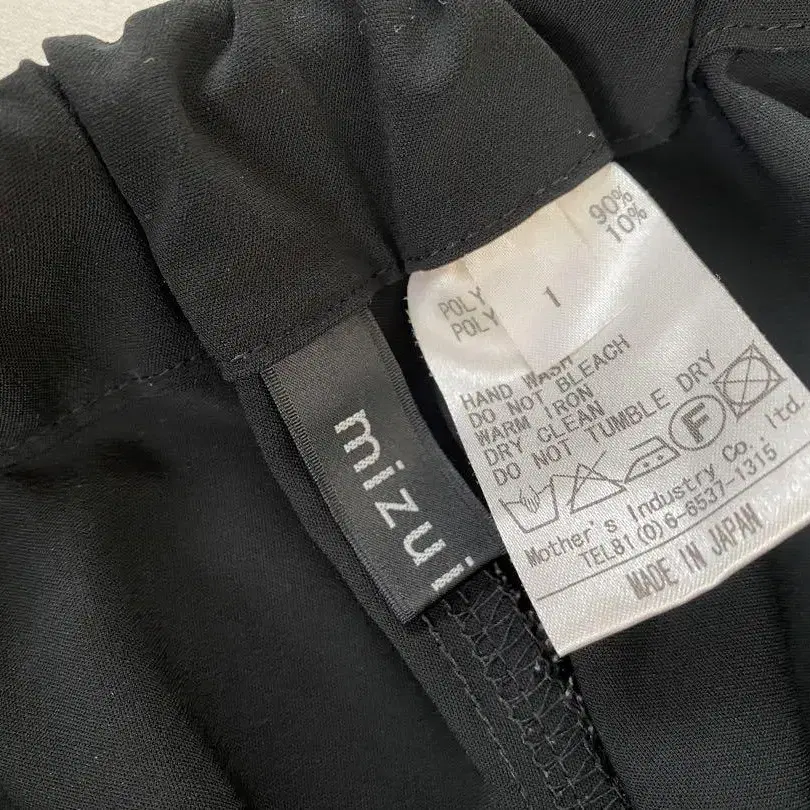 mizui
90%
10%
POLY
POLY
1
HAND WASH
DO NOT BLEACH
WARM IRON
DRY CLEAN
DO NOT TUMBLE DRY
F
Mother's Industry Co., ltd.
TEL81(0)6-6537-1315
MADE IN JAPAN